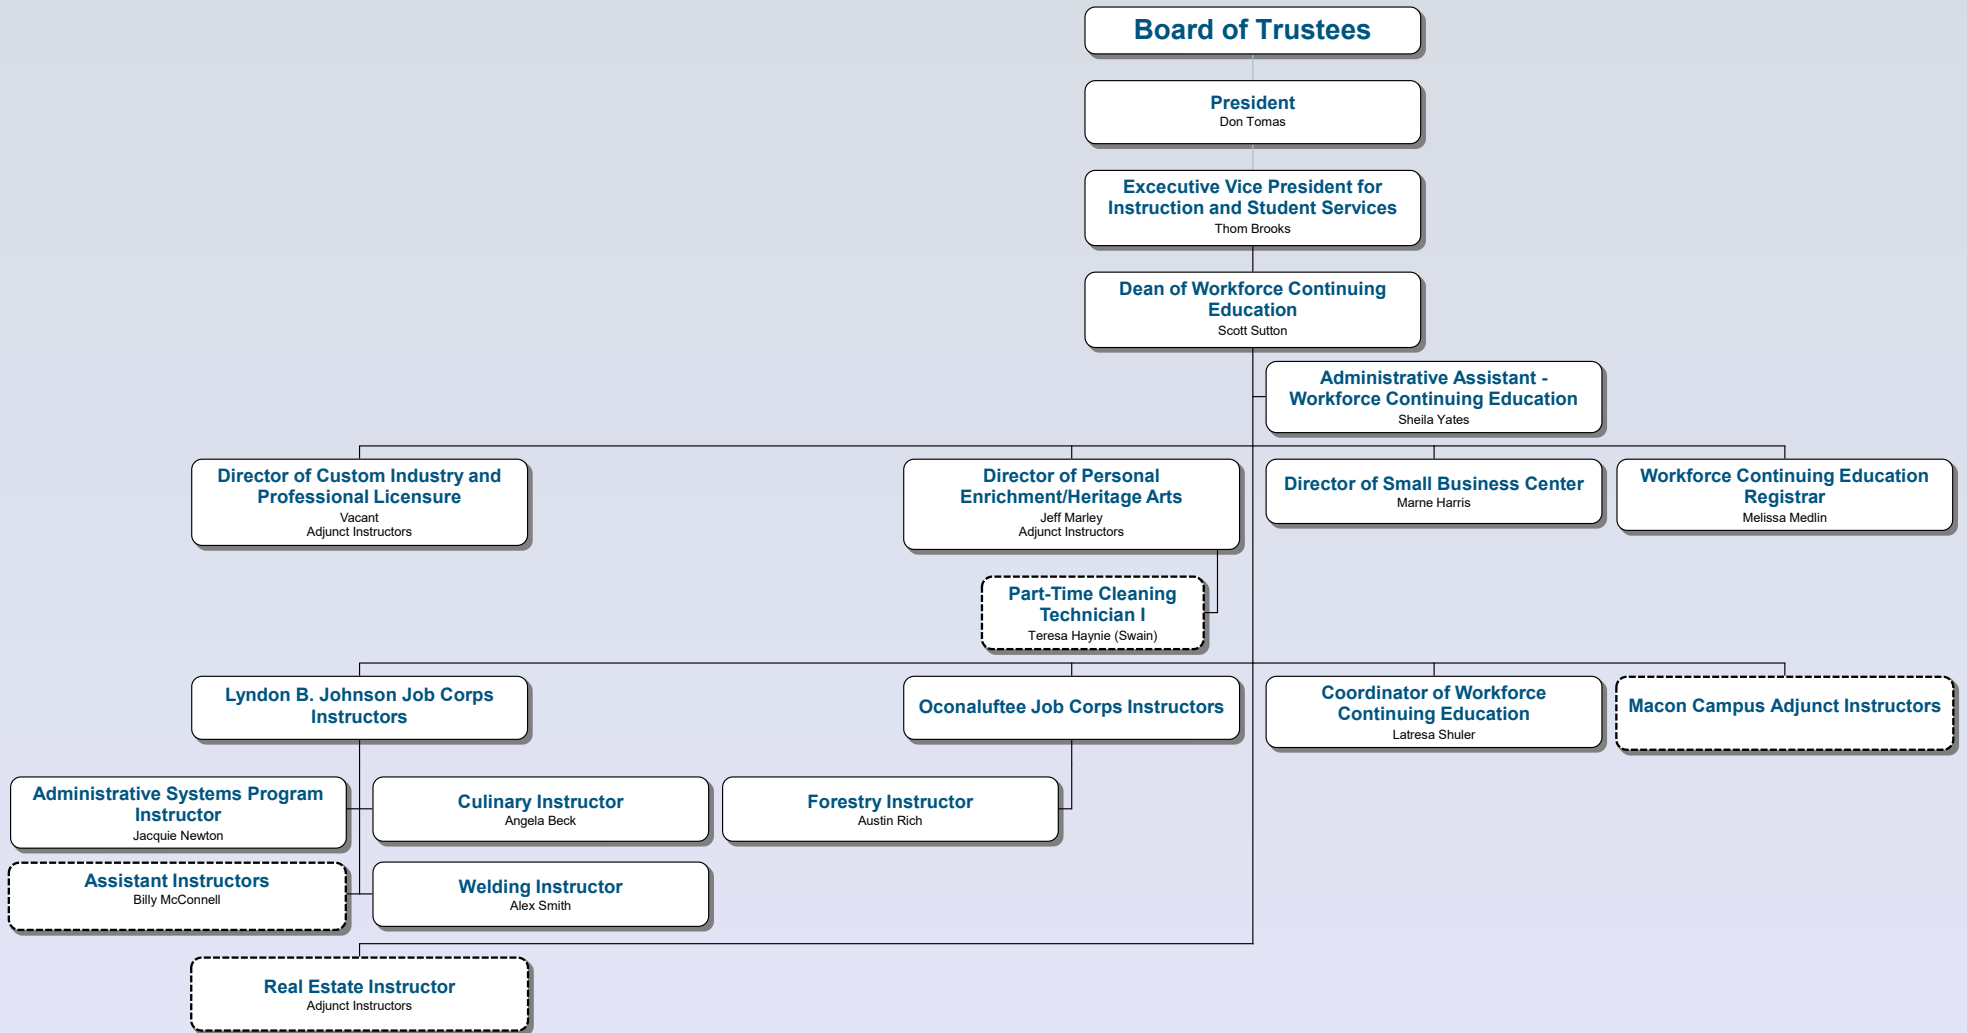 Board of Trustees
President
Don Tomas
Excecutive Vice President for
Instruction and Student Services
Thom Brooks
Dean of Workforce Continuing
Education
Scott Sutton
Administrative Assistant -
Workforce Continuing Education
Sheila Yates
Director of Custom Industry and
Professional Licensure
Vacant
Adjunct Instructors
Director of Personal
Enrichment/Heritage Arts
Jeff Marley
Adjunct Instructors
Director of Small Business Center
Marne Harris
Workforce Continuing Education
Registrar
Melissa Medlin
Part-Time Cleaning
Technician I
Teresa Haynie (Swain)
Lyndon B. Johnson Job Corps
Instructors
Oconaluftee Job Corps Instructors
Coordinator of Workforce
Continuing Education
Latresa Shuler
Macon Campus Adjunct Instructors
Administrative Systems Program
Instructor
Jacquie Newton
Culinary Instructor
Angela Beck
Forestry Instructor
Austin Rich
Assistant Instructors
Billy McConnell
Welding Instructor
Alex Smith
Real Estate Instructor
Adjunct Instructors